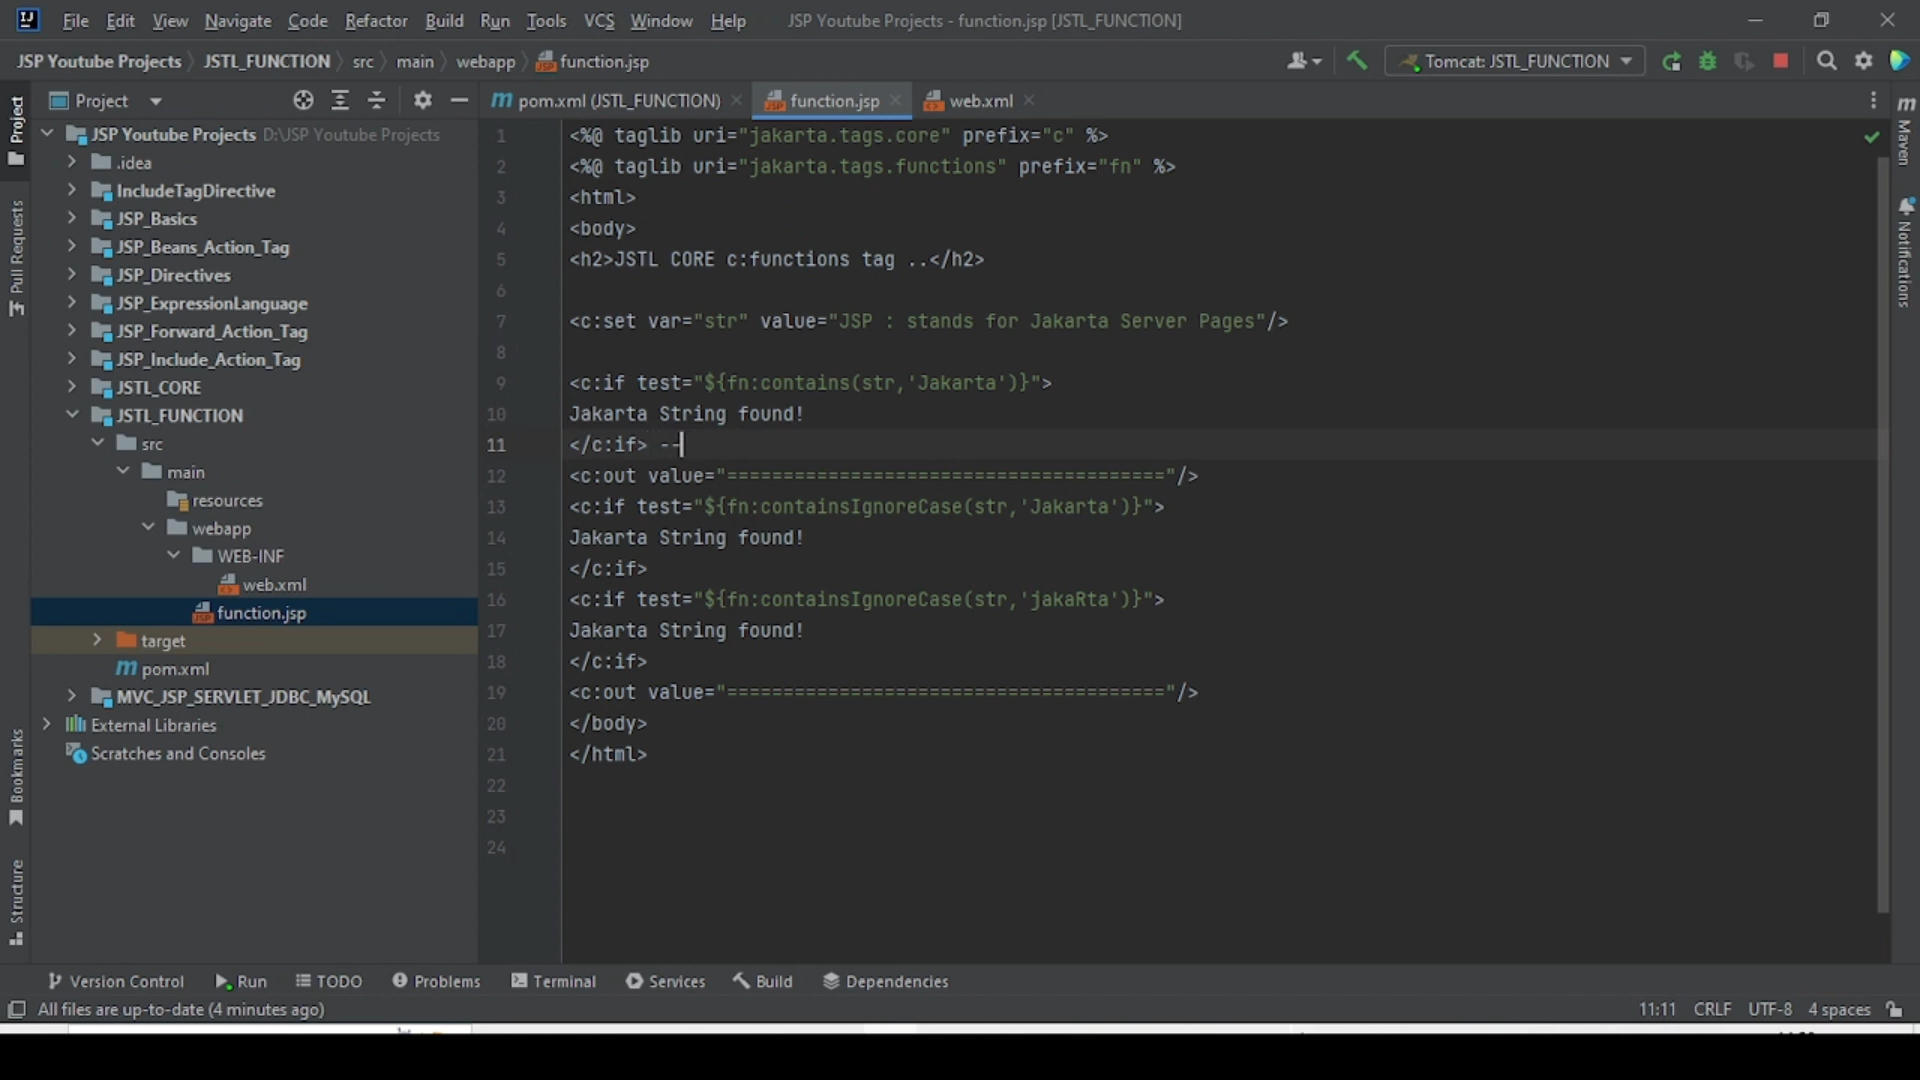 File Edit View Navigate Code Refactor Build Run Tools VCS Window Help JSP Youtube Projects - function.jsp [JSTL_FUNCTION]
JSP Youtube Projects JSTL_FUNCTION src main webapp function.jsp Tomcat: JSTL_FUNCTION
Project
pom.xml (JSTL_FUNCTION) function.jsp web.xml
JSP Youtube Projects D:\JSP Youtube Projects
.idea
IncludeTagDirective
JSP_Basics
JSP_Beans_Action_Tag
JSP_Directives
JSP_ExpressionLanguage
JSP_Forward_Action_Tag
JSP_Include_Action_Tag
JSTL_CORE
JSTL_FUNCTION
src
main
resources
webapp
WEB-INF
web.xml
function.jsp
target
pom.xml
MVC_JSP_SERVLET_JDBC_MySQL
External Libraries
Scratches and Consoles
1 <%@ taglib uri="jakarta.tags.core" prefix="c" %>
2 <%@ taglib uri="jakarta.tags.functions" prefix="fn" %>
3 <html>
4 <body>
5 <h2>JSTL CORE c:functions tag ..</h2>
6
7 <c:set var="str" value="JSP : stands for Jakarta Server Pages"/>
8
9 <c:if test="${fn:contains(str,'Jakarta')}">
10 Jakarta String found!
11 </c:if> --
12 <c:out value="======================================="/>
13 <c:if test="${fn:containsIgnoreCase(str,'Jakarta')}">
14 Jakarta String found!
15 </c:if>
16 <c:if test="${fn:containsIgnoreCase(str,'jakaRta')}">
17 Jakarta String found!
18 </c:if>
19 <c:out value="======================================="/>
20 </body>
21 </html>
22
23
24
Project
Pull Requests
Bookmarks
Structure
Maven
Notifications
Version Control Run TODO Problems Terminal Services Build Dependencies
All files are up-to-date (4 minutes ago) 11:11 CRLF UTF-8 4 spaces